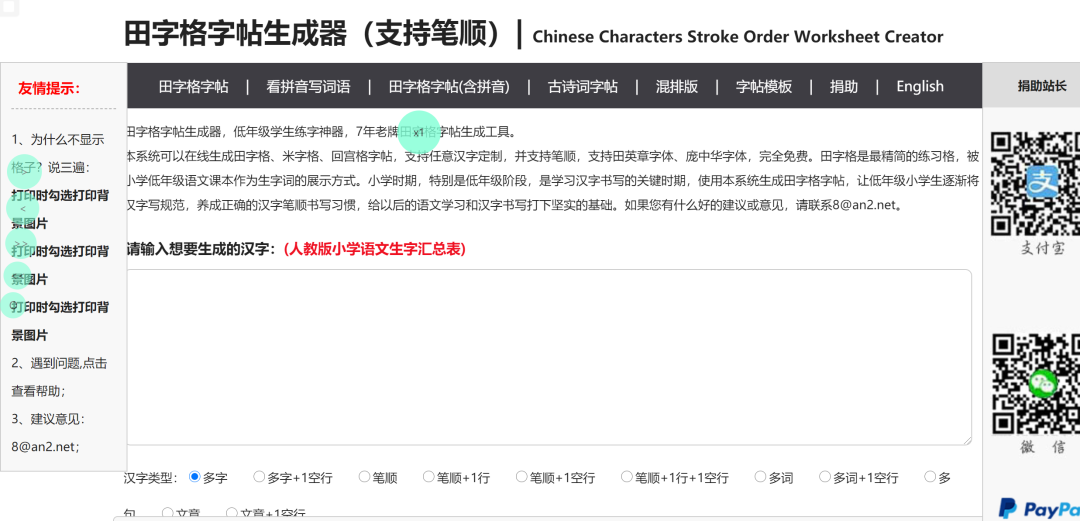 田字格字帖生成器（支持笔顺）| Chinese Characters Stroke Order Worksheet Creator
友情提示：
1、为什么不显示
格子？说三遍：
打印时勾选打印背
景图片
打印时勾选打印背
景图片
打印时勾选打印背
景图片
2、遇到问题,点击
查看帮助；
3、建议意见：
8@an2.net；
田字格字帖 | 看拼音写词语 | 田字格字帖(含拼音) | 古诗词字帖 | 混排版 | 字帖模板 | 捐助 | English
田字格字帖生成器，低年级学生练字神器，7年老牌田字格字帖生成工具。
本系统可以在线生成田字格、米字格、回宫格字帖，支持任意汉字定制，并支持笔顺，支持田英章字体、庞中华字体，完全免费。田字格是最精简的练习格，被
小学低年级语文课本作为生字词的展示方式。小学时期，特别是低年级阶段，是学习汉字书写的关键时期，使用本系统生成田字格字帖，让低年级小学生逐渐将
汉字写规范，养成正确的汉字笔顺书写习惯，给以后的语文学习和汉字书写打下坚实的基础。如果您有什么好的建议或意见，请联系8@an2.net。
请输入想要生成的汉字：(人教版小学语文生字汇总表)
汉字类型： 多字 多字+1空行 笔顺 笔顺+1行 笔顺+1空行 笔顺+1行+1空行 多词 多词+1空行 多
句 文章 文章+1空行
捐助站长
支付宝
微 信
PayPa